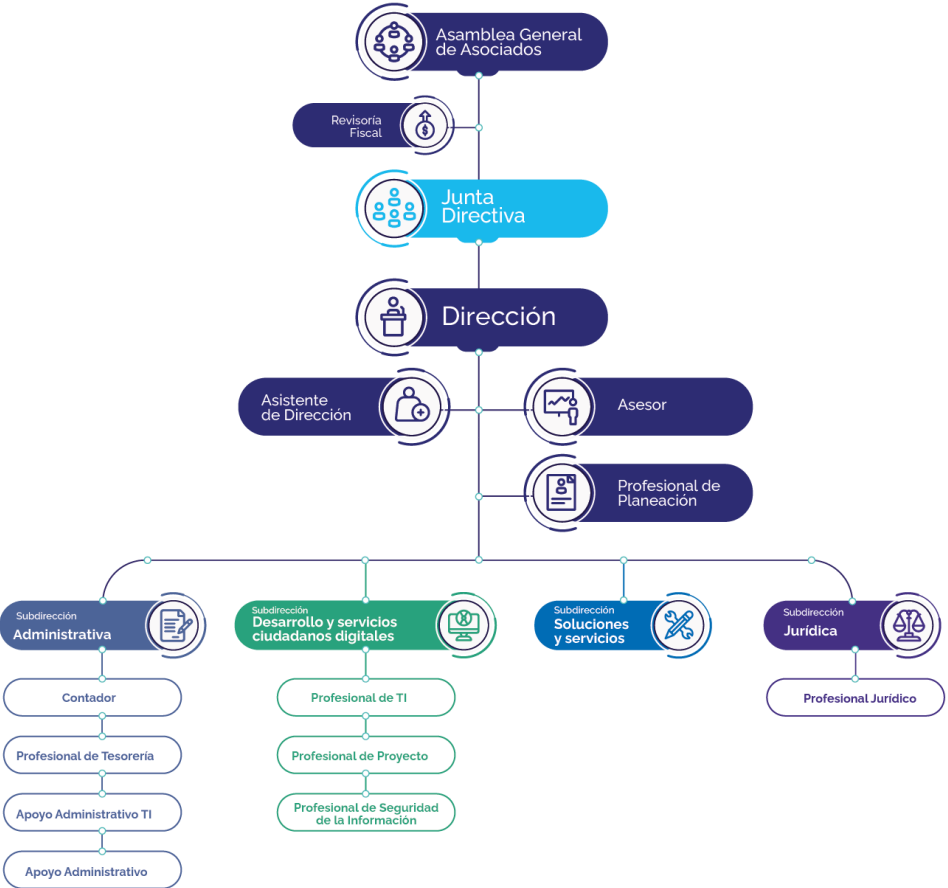 Asamblea General
de Asociados
Revisoría
Fiscal
Junta
Directiva
Dirección
Asistente
de Dirección
Asesor
Profesional de
Planeación
Subdirección
Administrativa
Subdirección
Desarrollo y servicios
ciudadanos digitales
Subdirección
Soluciones
y servicios
Subdirección
Jurídica
Contador
Profesional de Tesorería
Apoyo Administrativo TI
Apoyo Administrativo
Profesional de TI
Profesional de Proyecto
Profesional de Seguridad
de la Información
Profesional Jurídico